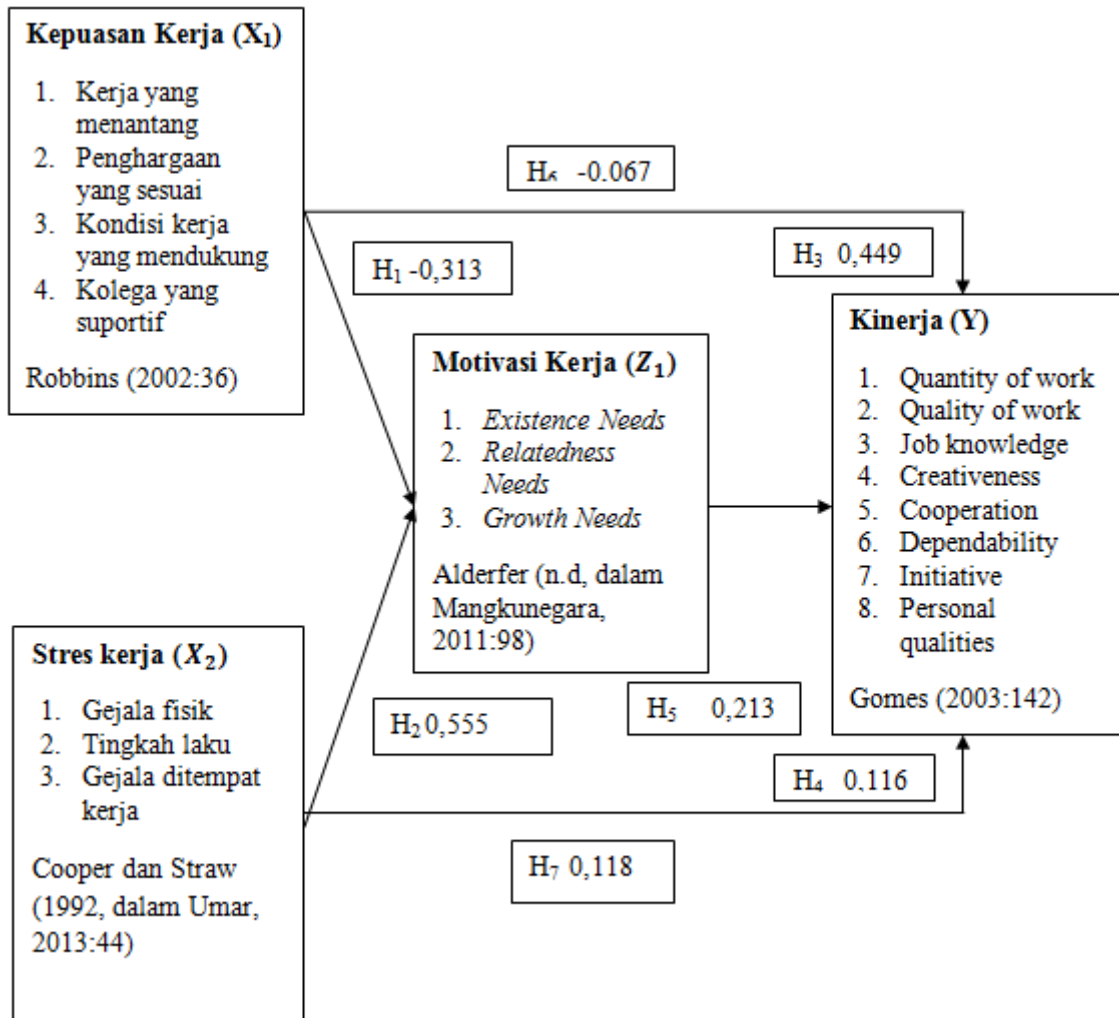 Kepuasan Kerja (X₁)
1. Kerja yang
menantang
2. Penghargaan
yang sesuai
3. Kondisi kerja
yang mendukung
4. Kolega yang
suportif
Robbins (2002:36)
H₆ -0.067
H₁ -0,313
H₃ 0,449
Motivasi Kerja (Z₁)
1. Existence Needs
2. Relatedness
Needs
3. Growth Needs
Alderfer (n.d, dalam
Mangkunegara,
2011:98)
Kinerja (Y)
1. Quantity of work
2. Quality of work
3. Job knowledge
4. Creativeness
5. Cooperation
6. Dependability
7. Initiative
8. Personal
qualities
Gomes (2003:142)
Stres kerja (X₂)
1. Gejala fisik
2. Tingkah laku
3. Gejala ditempat
kerja
Cooper dan Straw
(1992, dalam Umar,
2013:44)
H₂ 0,555
H₅ 0,213
H₄ 0,116
H₇ 0,118